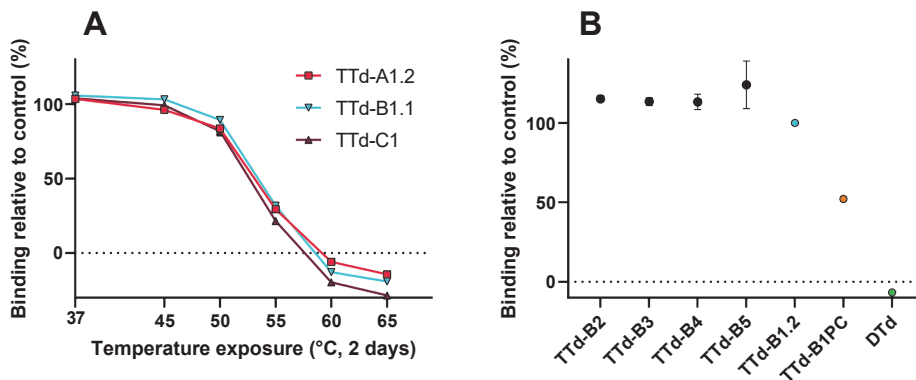 A
Binding relative to control (%)
100
50
0
37
45
50
55
60
65
Temperature exposure (°C, 2 days)
TTd-A1.2
TTd-B1.1
TTd-C1
B
Binding relative to control (%)
100
50
0
TTd-B2
TTd-B3
TTd-B4
TTd-B5
TTd-B1.2
TTd-B1PC
DTd